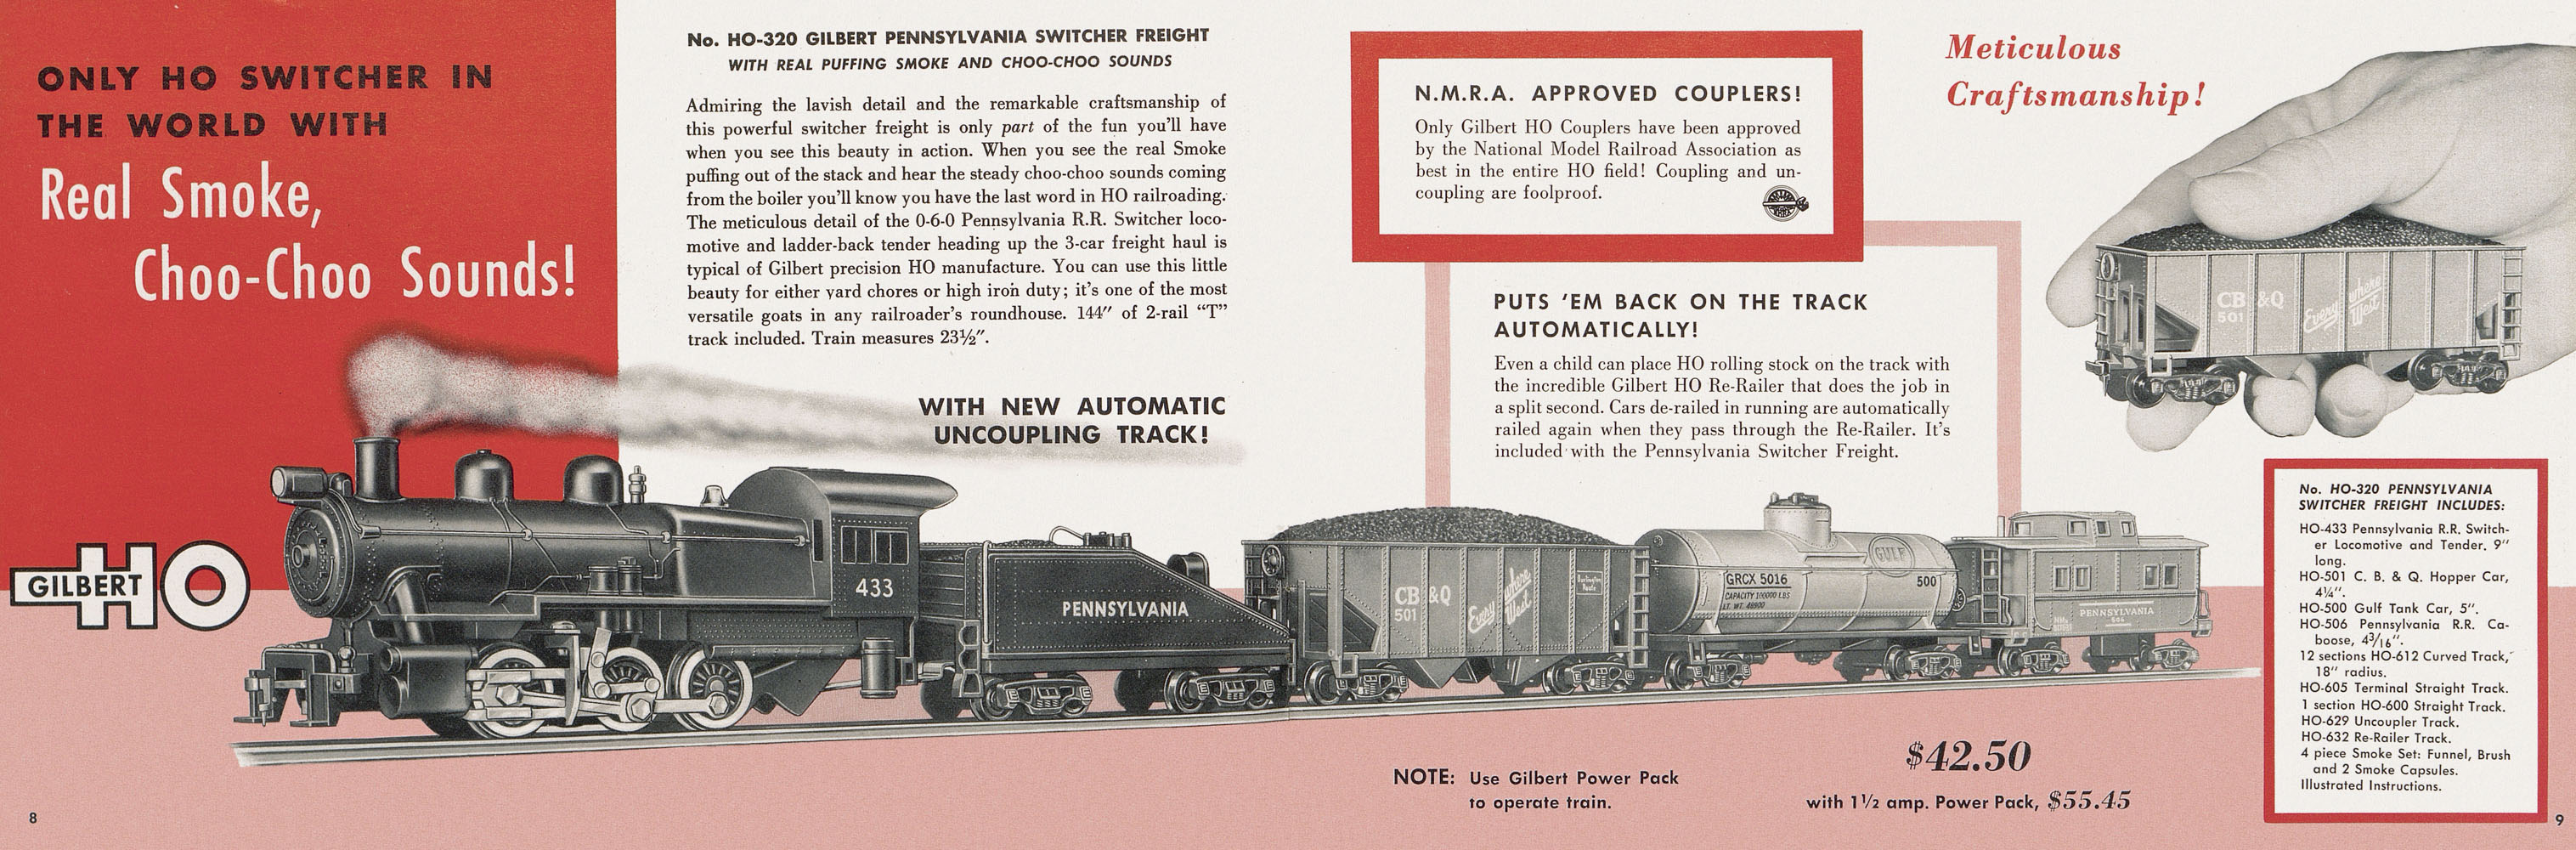 ONLY HO SWITCHER IN
THE WORLD WITH
Real Smoke,
Choo-Choo Sounds!
GILBERT HO
8
No. HO-320 GILBERT PENNSYLVANIA SWITCHER FREIGHT
WITH REAL PUFFING SMOKE AND CHOO-CHOO SOUNDS
Admiring the lavish detail and the remarkable craftsmanship of
this powerful switcher freight is only part of the fun you'll have
when you see this beauty in action. When you see the real Smoke
puffing out of the stack and hear the steady choo-choo sounds coming
from the boiler you'll know you have the last word in HO railroading.
The meticulous detail of the 0-6-0 Pennsylvania R.R. Switcher loco-
motive and ladder-back tender heading up the 3-car freight haul is
typical of Gilbert precision HO manufacture. You can use this little
beauty for either yard chores or high iron duty; it's one of the most
versatile goats in any railroader's roundhouse. 144" of 2-rail "T"
track included. Train measures 23½".
WITH NEW AUTOMATIC
UNCOUPLING TRACK!
433
PENNSYLVANIA
N.M.R.A. APPROVED COUPLERS!
Only Gilbert HO Couplers have been approved
by the National Model Railroad Association as
best in the entire HO field! Coupling and un-
coupling are foolproof.
PUTS 'EM BACK ON THE TRACK
AUTOMATICALLY!
Even a child can place HO rolling stock on the track with
the incredible Gilbert HO Re-Railer that does the job in
a split second. Cars de-railed in running are automatically
railed again when they pass through the Re-Railer. It's
included with the Pennsylvania Switcher Freight.
Meticulous
Craftsmanship!
CB &Q
501
Everywhere
West
CB &Q
501
Everywhere
West
Burlington
Route
GULF
GRCX 5016
500
CAPACITY 100000 LBS
LT. WT. 48900
PENNSYLVANIA
NOTE: Use Gilbert Power Pack
to operate train.
$42.50
with 1½ amp. Power Pack, $55.45
No. HO-320 PENNSYLVANIA
SWITCHER FREIGHT INCLUDES:
HO-433 Pennsylvania R.R. Switch-
er Locomotive and Tender. 9"
long.
HO-501 C. B. & Q. Hopper Car,
4¼".
HO-500 Gulf Tank Car, 5".
HO-506 Pennsylvania R.R. Ca-
boose, 4 3/16".
12 sections HO-612 Curved Track,
18" radius.
HO-605 Terminal Straight Track.
1 section HO-600 Straight Track.
HO-629 Uncoupler Track.
HO-632 Re-Railer Track.
4 piece Smoke Set: Funnel, Brush
and 2 Smoke Capsules.
Illustrated Instructions.
9